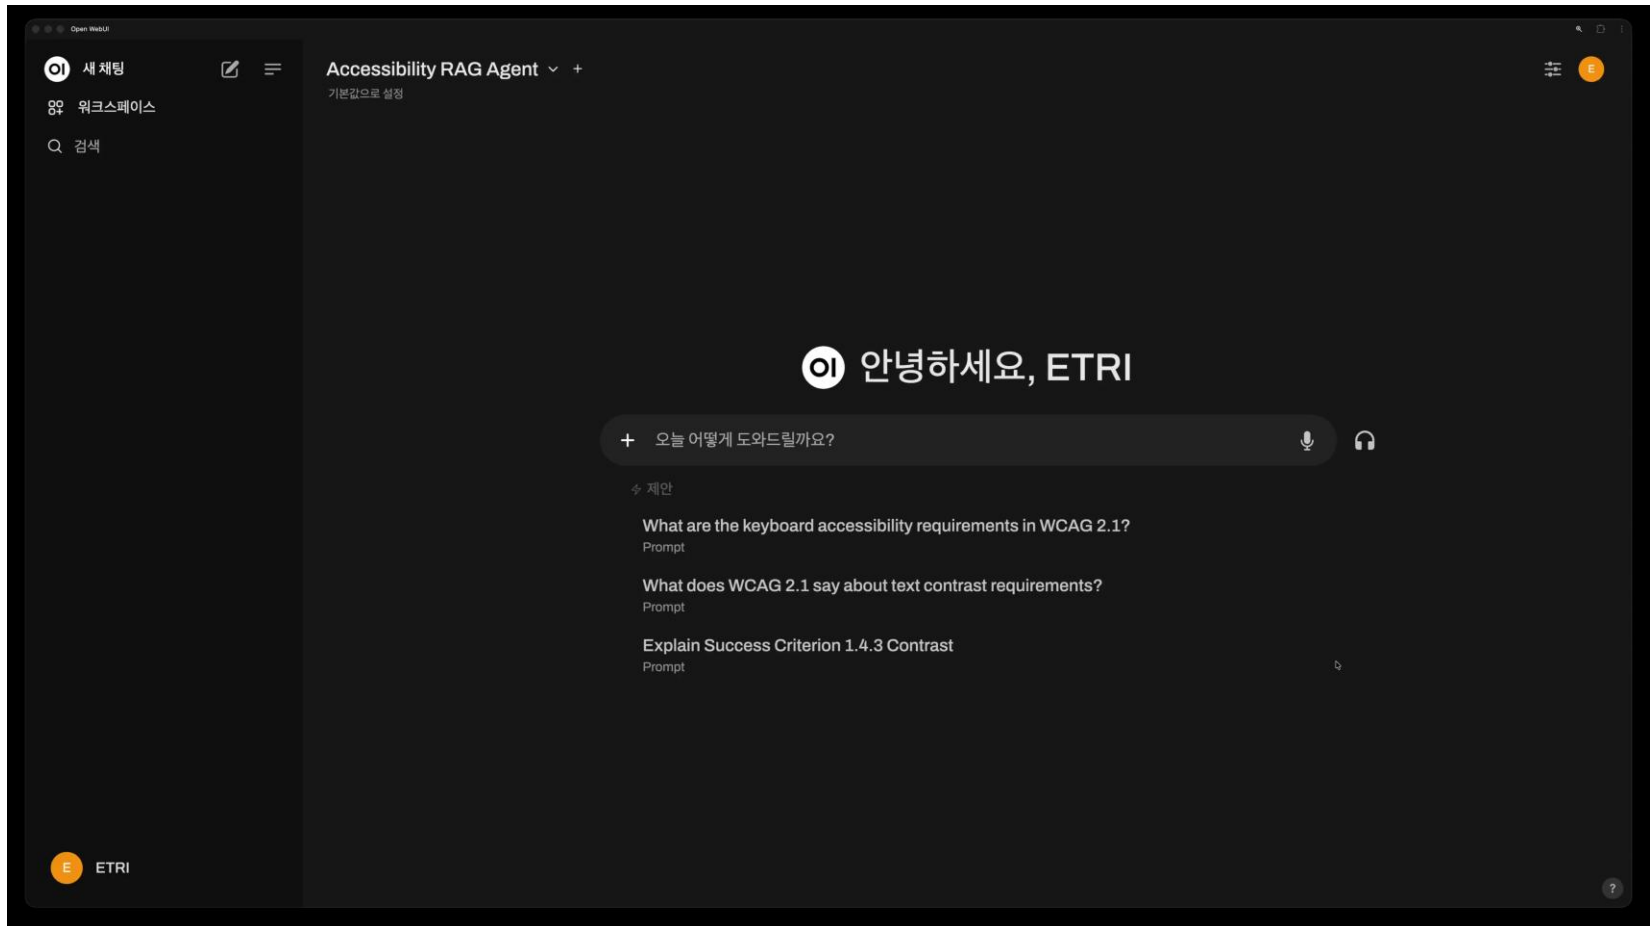 Open WebUI
OI 새 채팅
워크스페이스
검색
Accessibility RAG Agent
기본값으로 설정
E
OI 안녕하세요, ETRI
오늘 어떻게 도와드릴까요?
제안
What are the keyboard accessibility requirements in WCAG 2.1?
Prompt
What does WCAG 2.1 say about text contrast requirements?
Prompt
Explain Success Criterion 1.4.3 Contrast
Prompt
E ETRI
?